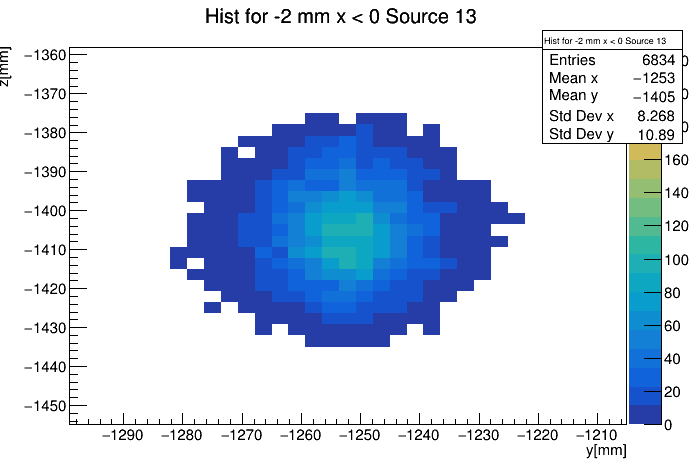 Hist for -2 mm x < 0 Source 13
Hist for -2 mm x < 0 Source 13
Entries 6834
Mean x −1253
Mean y −1405
Std Dev x 8.268
Std Dev y 10.89
z[mm]
−1360
−1370
−1380
−1390
−1400
−1410
−1420
−1430
−1440
−1450
160
140
120
100
80
60
40
20
0
−1290 −1280 −1270 −1260 −1250 −1240 −1230 −1220 −1210
y[mm]